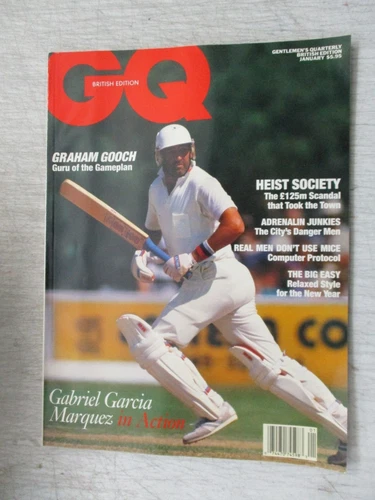 GQ
BRITISH EDITION
GENTLEMEN'S QUARTERLY
BRITISH EDITION
JANUARY $5.95
GRAHAM GOOCH
Guru of the Gameplan
HEIST SOCIETY
The £125m Scandal
that Took the Town
ADRENALIN JUNKIES
The City's Danger Men
REAL MEN DON'T USE MICE
Computer Protocol
THE BIG EASY
Relaxed Style
for the New Year
Gabriel Garcia
Marquez in Action